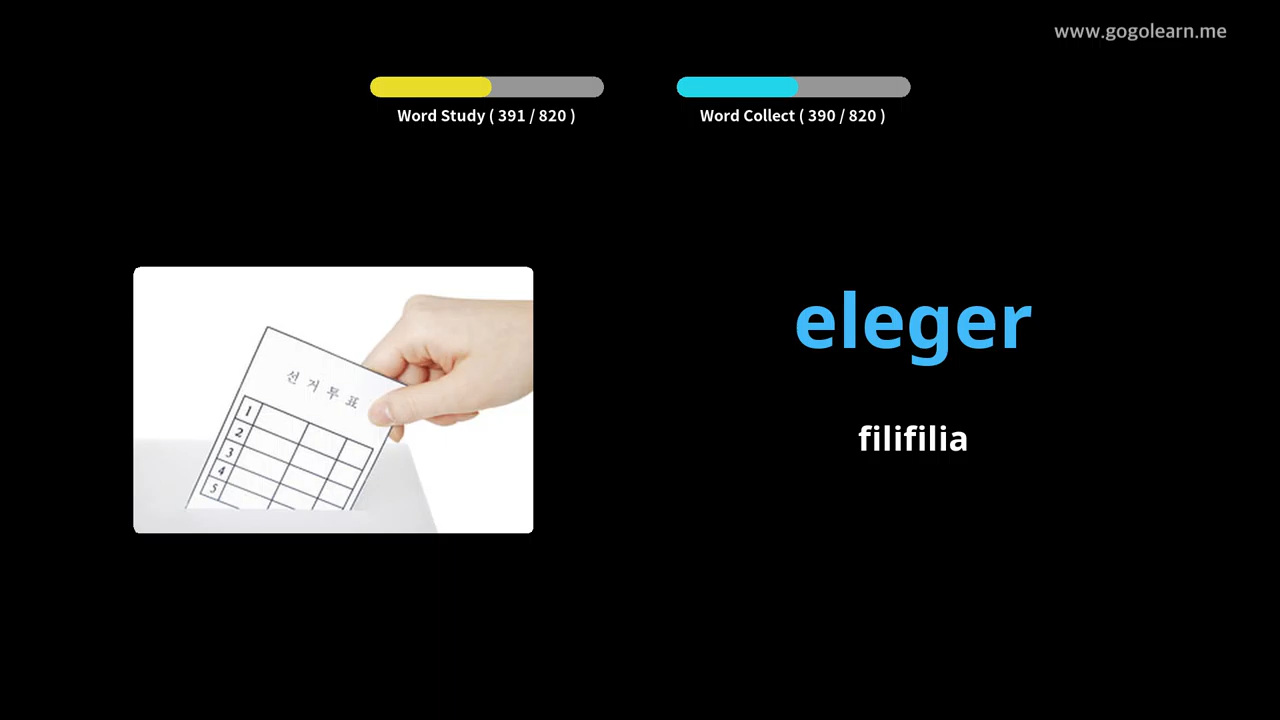 www.gogolearn.me
Word Study ( 391 / 820 )
Word Collect ( 390 / 820 )
선거투표
1
2
3
4
5
eleger
filifilia